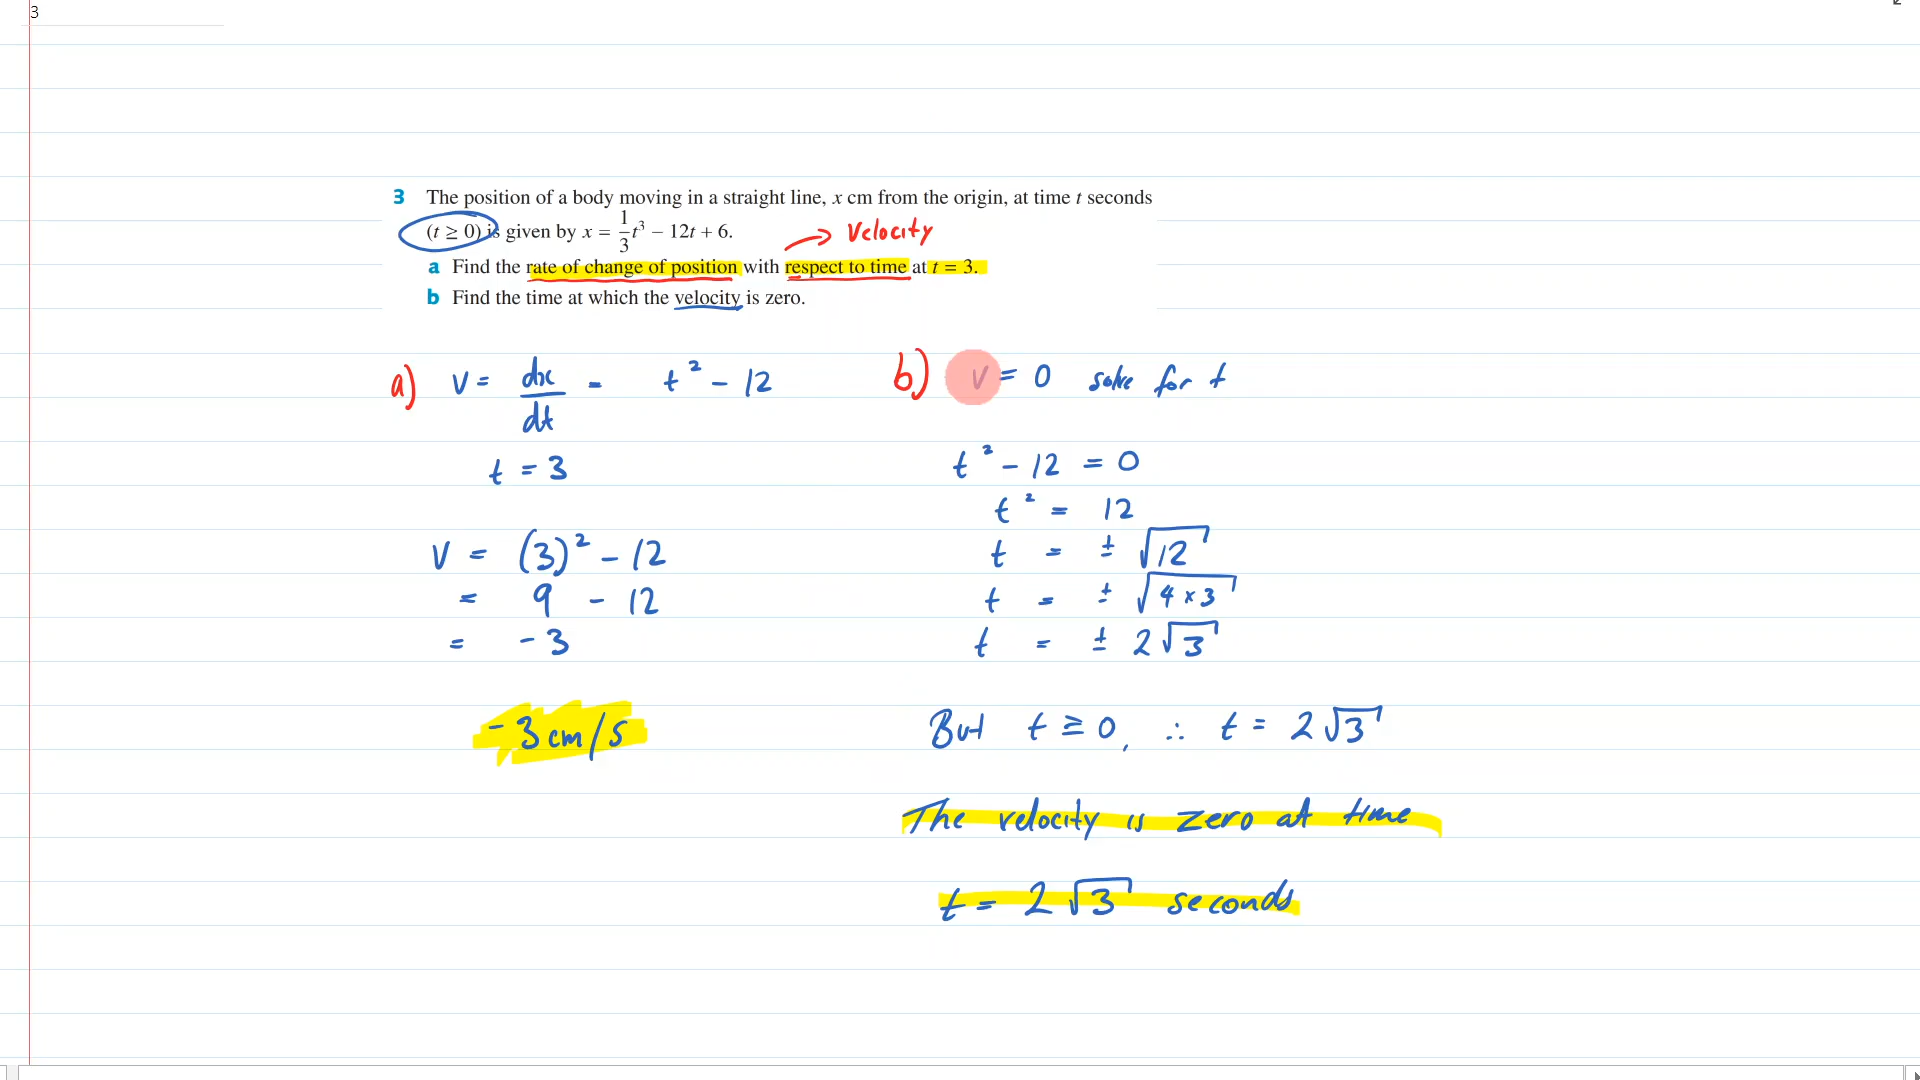 3
3 The position of a body moving in a straight line, x cm from the origin, at time t seconds
(t ≥ 0) is given by x = 1/3 t³ − 12t + 6.
→ Velocity
a Find the rate of change of position with respect to time at t = 3.
b Find the time at which the velocity is zero.
a) V = dx/dt = t² − 12
t = 3
V = (3)² − 12
= 9 − 12
= −3
−3 cm/s
b) V = 0 solve for t
t² − 12 = 0
t² = 12
t = ± √12
t = ± √4 × 3
t = ± 2√3
But t ≥ 0, ∴ t = 2√3
The velocity is zero at time
t = 2√3 seconds